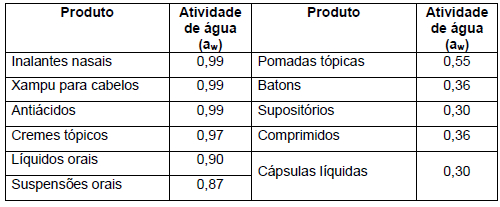 Produto Atividade de água (aw) Produto Atividade de água (aw)
Inalantes nasais 0,99 Pomadas tópicas 0,55
Xampu para cabelos 0,99 Batons 0,36
Antiácidos 0,99 Supositórios 0,30
Cremes tópicos 0,97 Comprimidos 0,36
Líquidos orais 0,90 Cápsulas líquidas 0,30
Suspensões orais 0,87